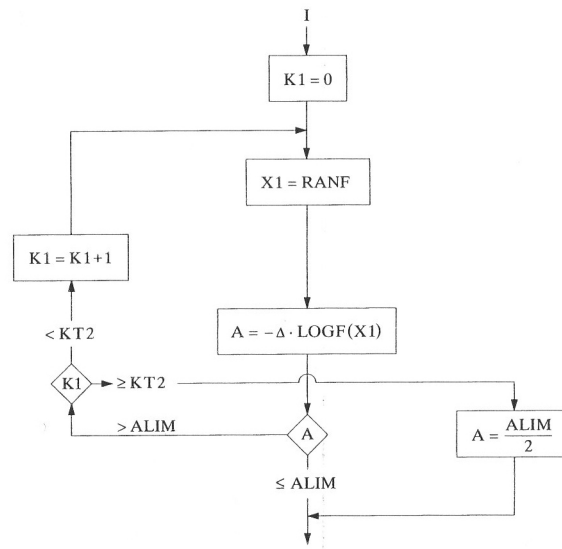 I
K1=0
X1=RANF
K1=K1+1
A=-Δ·LOGF(X1)
<KT2
K1
≥KT2
>ALIM
A
A=ALIM/2
≤ALIM